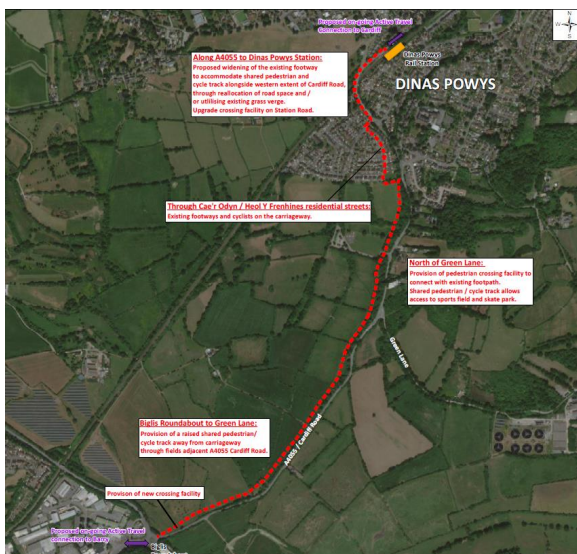 Proposed on-going Active Travel
Connection to Cardiff
N
W
E
S
Dinas Powys
Rail Station
DINAS POWYS
Along A4055 to Dinas Powys Station:
Proposed widening of the existing footway
to accommodate shared pedestrian and
cycle track alongside western extent of Cardiff Road,
through reallocation of road space and /
or utlilising existing grass verge.
Upgrade crossing facility on Station Road.
Through Cae'r Odyn / Heol Y Frenhines residential streets:
Existing footways and cyclists on the carriageway.
North of Green Lane:
Provision of pedestrian crossing facility to
connect with existing footpath.
Shared pedestrian / cycle track allows
access to sports field and skate park.
Green Lane
Biglis Roundabout to Green Lane:
Provision of a raised shared pedestrian/
cycle track away from carriageway
through fields adjacent A4055 Cardiff Road.
A4055 / Cardiff Road
Provison of new crossing facility
Proposed on-going Active Travel
connection to Barry
Biglis